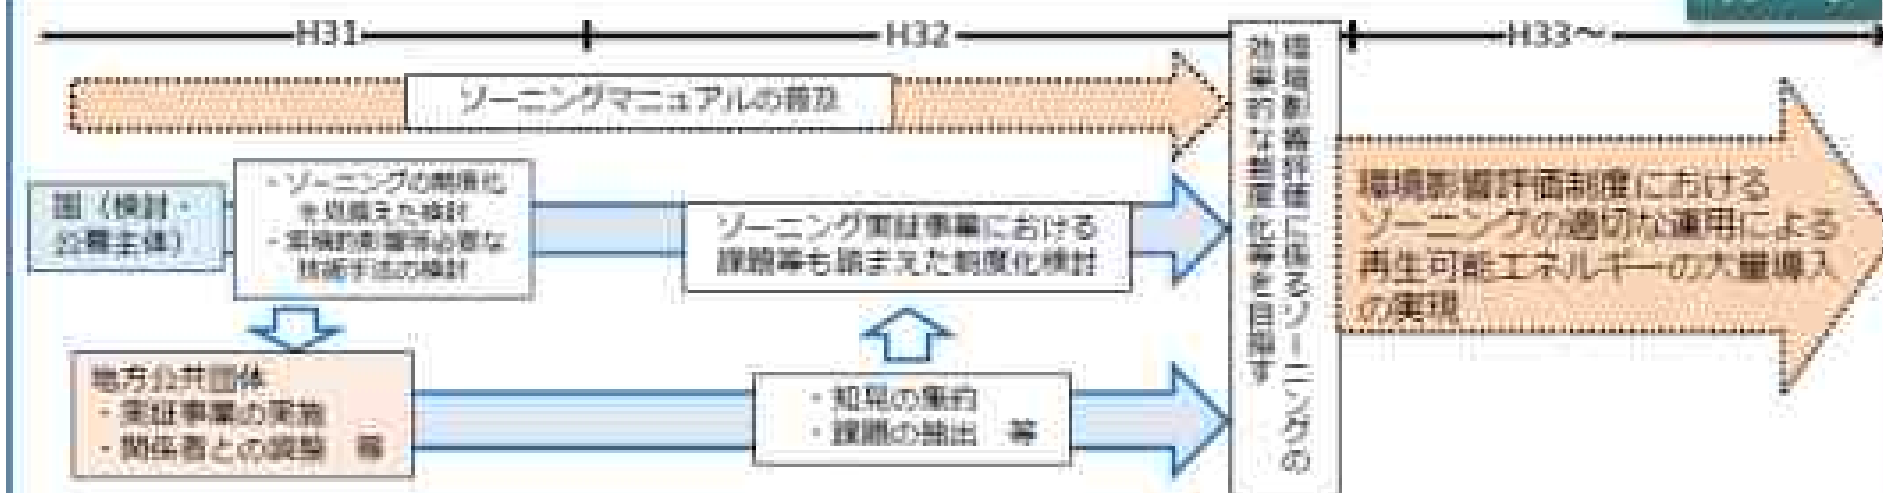 H31
H32
H33～
ゾーニングマニュアルの普及
国（検討・
公募主体）
・ゾーニングの
を見据えた検討
・累積的影響等必要な
技術手法の検討
ゾーニング実証事業における
課題等も踏まえた制度化検討
地方公共団体
・実証事業の実施
・関係者との調整　等
・知見の集約
・課題の抽出　等
環境影響評価に係るゾーニングの
効果的な制度化等を目指す
環境影響評価制度における
ゾーニングの適切な運用による
再生可能エネルギーの大量導入
の実現